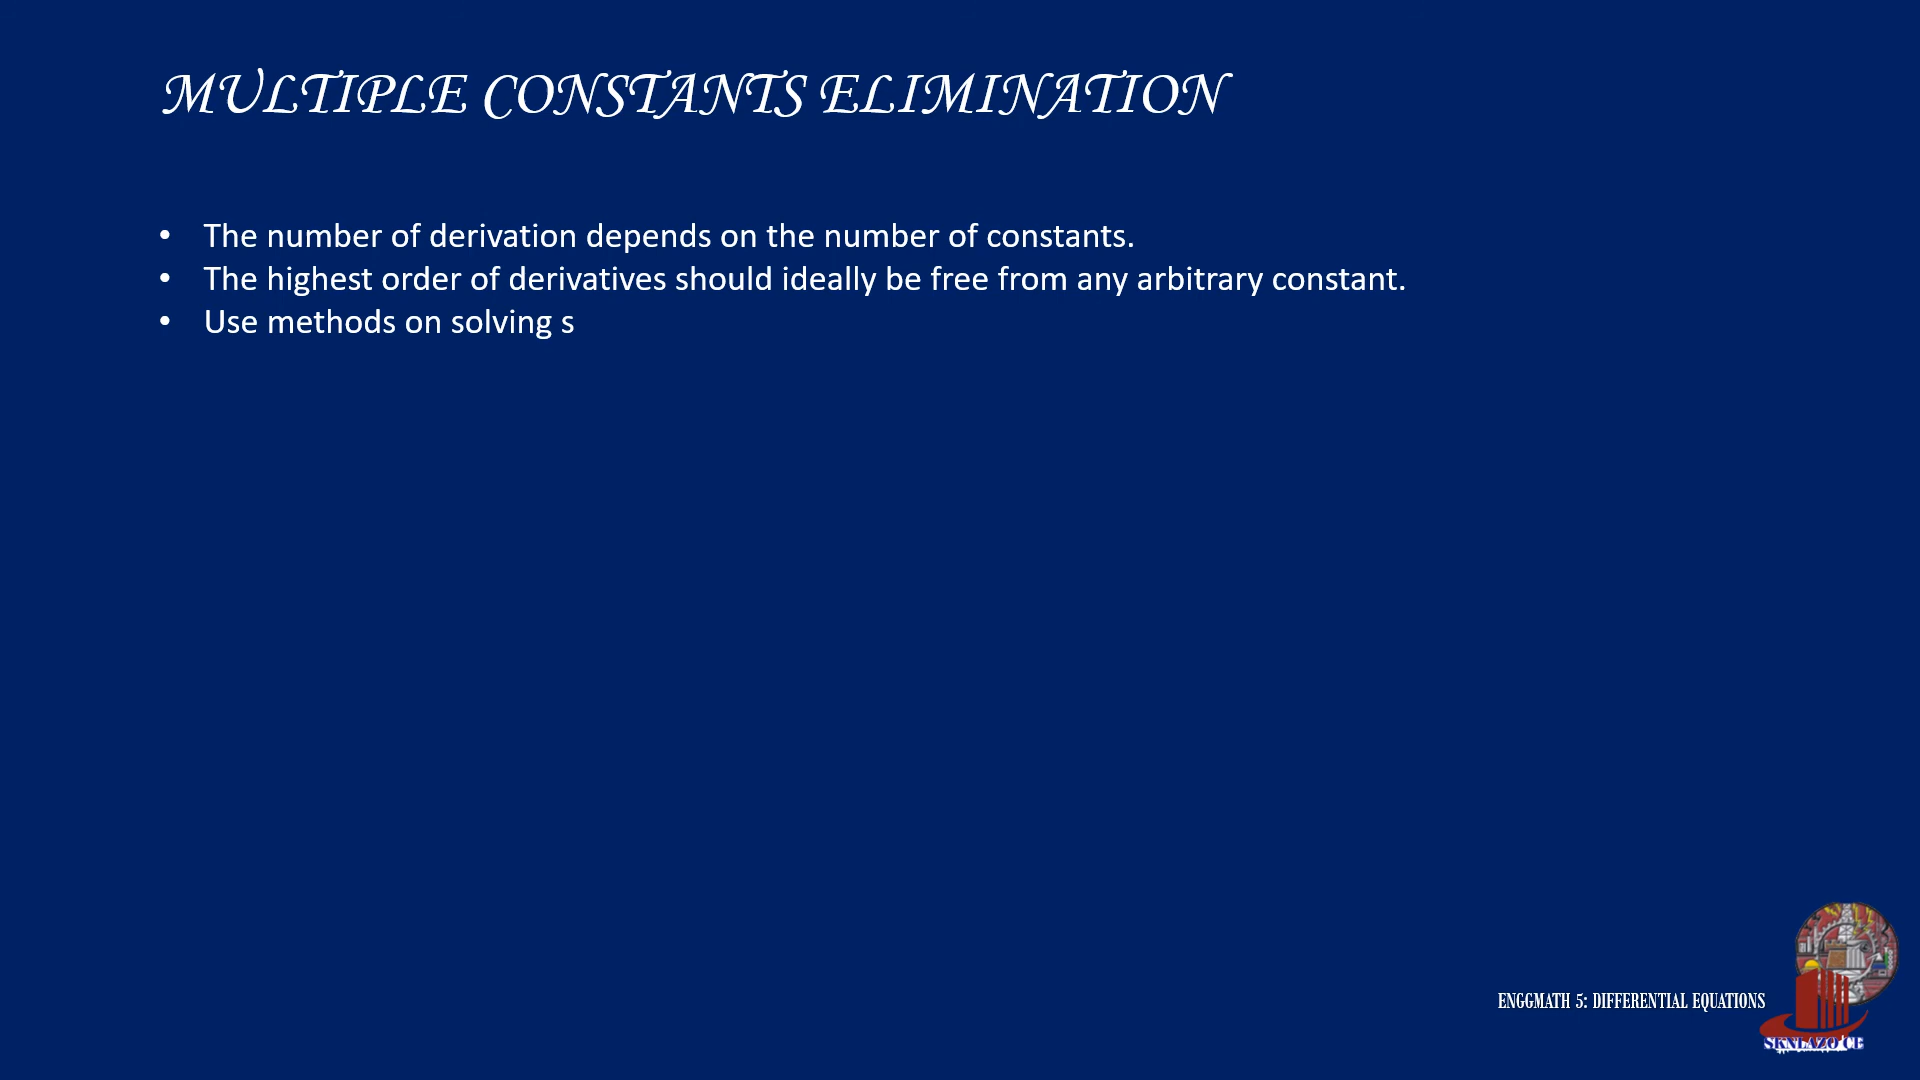 MULTIPLE CONSTANTS ELIMINATION
• The number of derivation depends on the number of constants.
• The highest order of derivatives should ideally be free from any arbitrary constant.
• Use methods on solving s
ENGGMATH 5: DIFFERENTIAL EQUATIONS